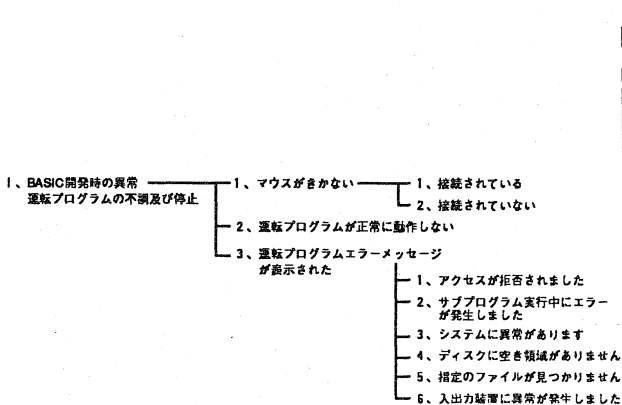 1、BASIC開発時の異常
運転プログラムの不調及び停止
1、マウスがきかない
1、接続されている
2、接続されていない
2、運転プログラムが正常に動作しない
3、運転プログラムエラーメッセージ
が表示された
1、アクセスが拒否されました
2、サブプログラム実行中にエラー
が発生しました
3、システムに異常があります
4、ディスクに空き領域がありません
5、指定のファイルが見つかりません
6、入出力装置に異常が発生しました